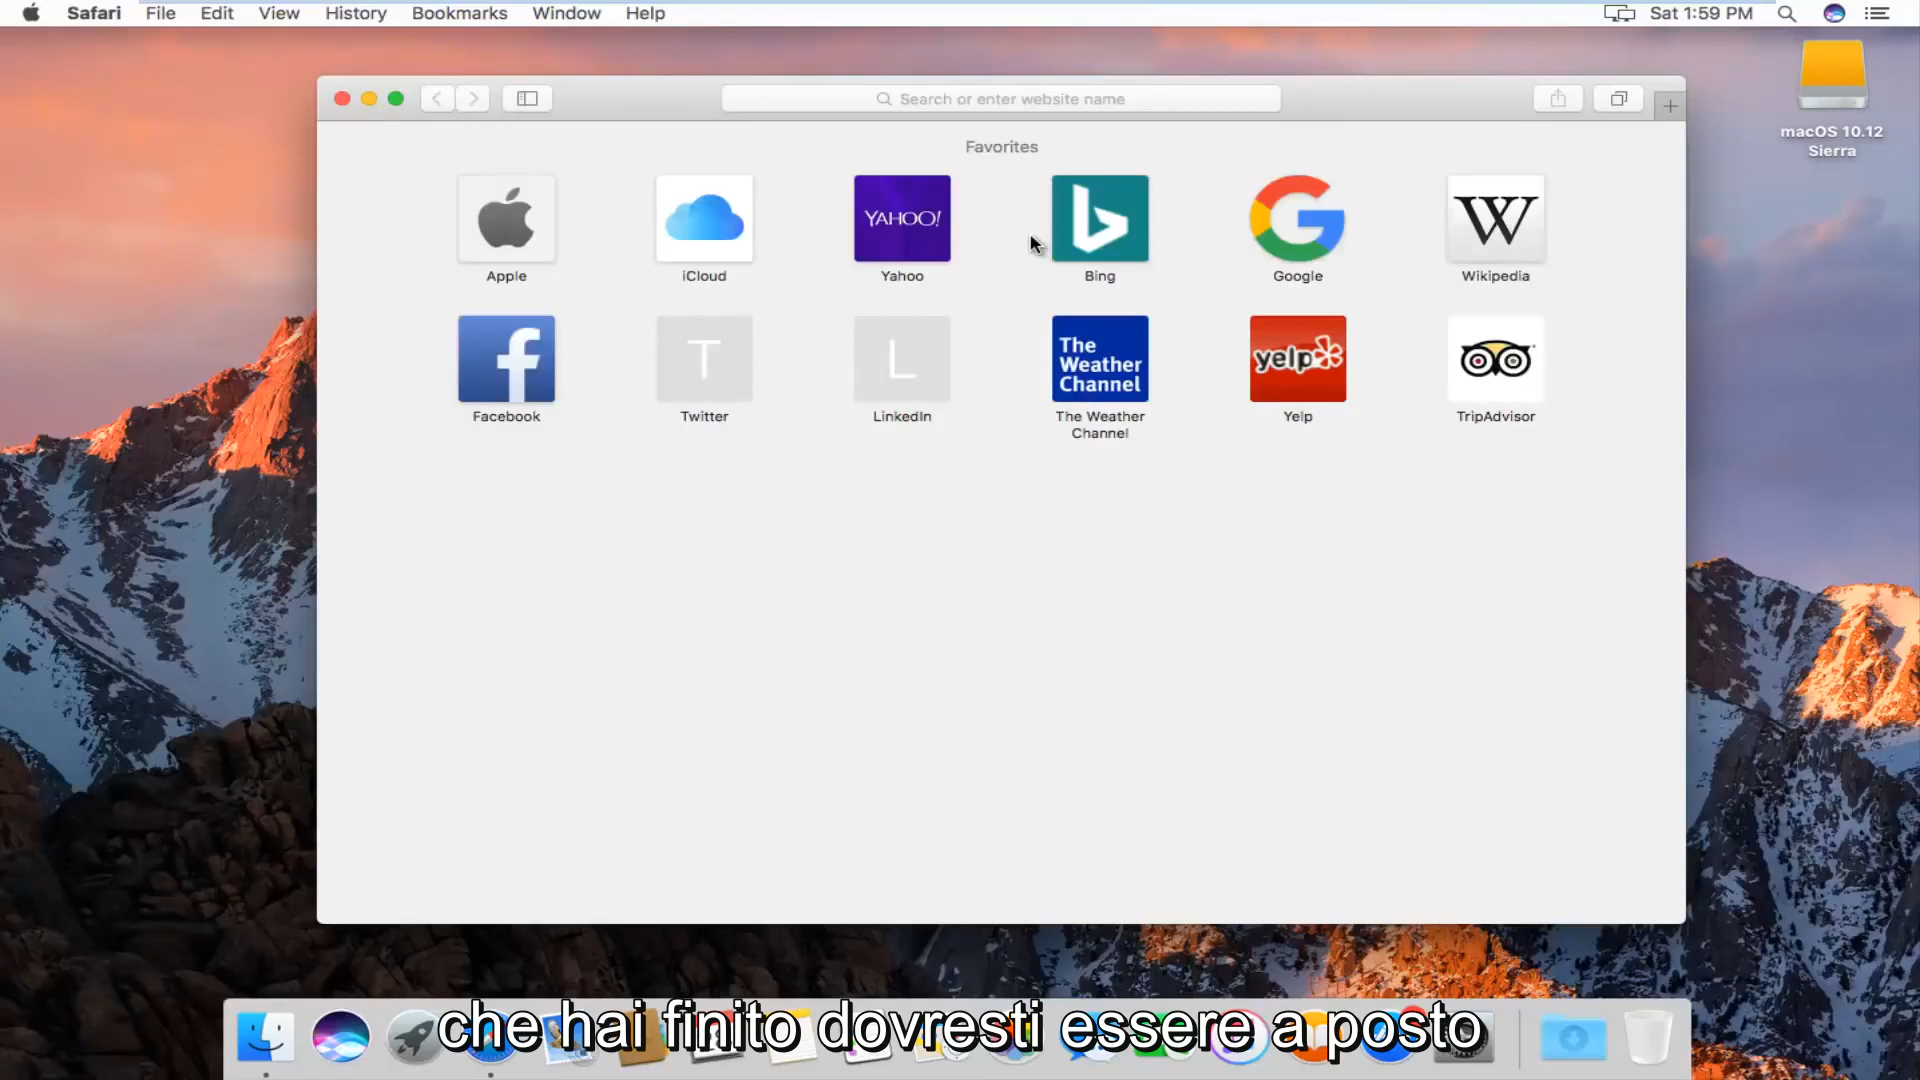 Safari File Edit View History Bookmarks Window Help Sat 1:59 PM
macOS 10.12
Sierra
Search or enter website name
Favorites
YAHOO!
W
Apple iCloud Yahoo Bing Google Wikipedia
f T L The
Weather
Channel yelp
Facebook Twitter LinkedIn The Weather
Channel Yelp TripAdvisor
che hai finito dovresti essere a posto